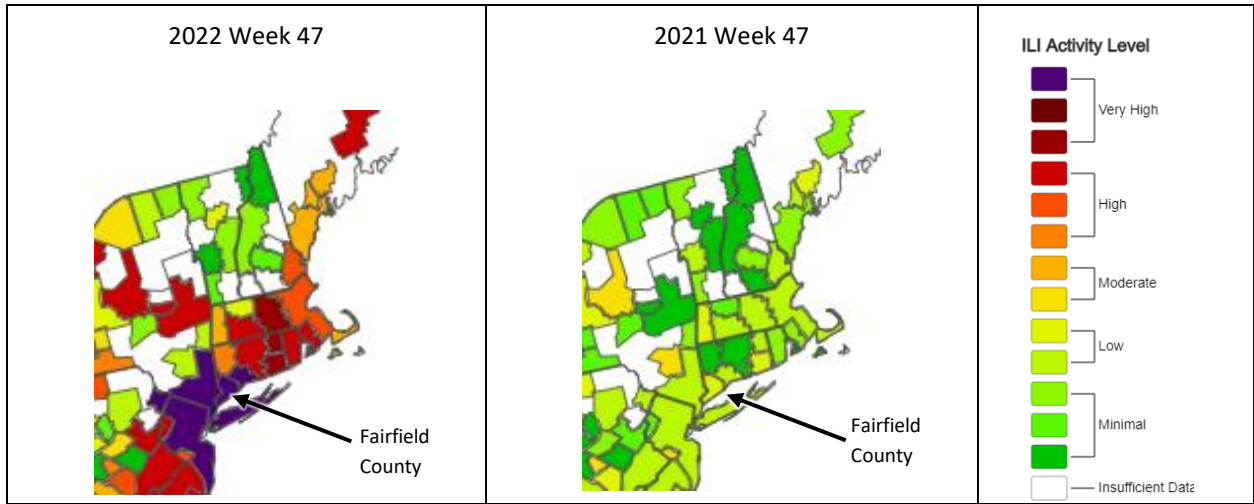 2022 Week 47
2021 Week 47
ILI Activity Level
Very High
High
Moderate
Low
Minimal
Insufficient Data
Fairfield
County
Fairfield
County